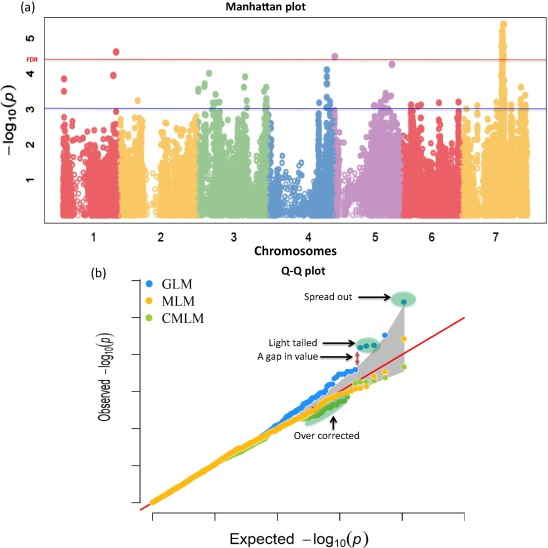 (a)
Manhattan plot
5
FDR
4
3
2
1
−log10(p)
1 2 3 4 5 6 7
Chromosomes
(b)
Q-Q plot
GLM
MLM
CMLM
Spread out
Light tailed
A gap in value
Over corrected
Observed −log10(p)
Expected −log10(p)